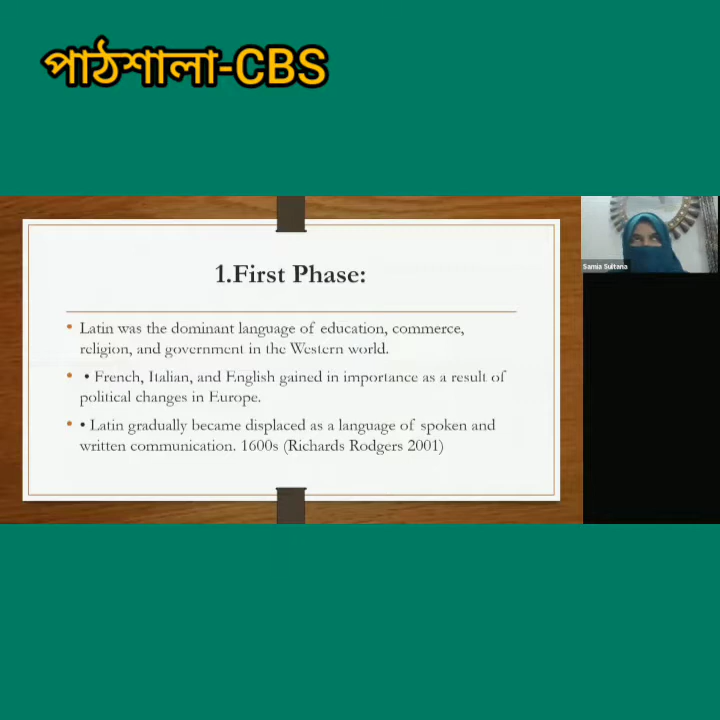 পাঠশালা-CBS
1.First Phase:
• Latin was the dominant language of education, commerce,
religion, and government in the Western world.
• • French, Italian, and English gained in importance as a result of
political changes in Europe.
• • Latin gradually became displaced as a language of spoken and
written communication. 1600s (Richards Rodgers 2001)
Samia Sultana